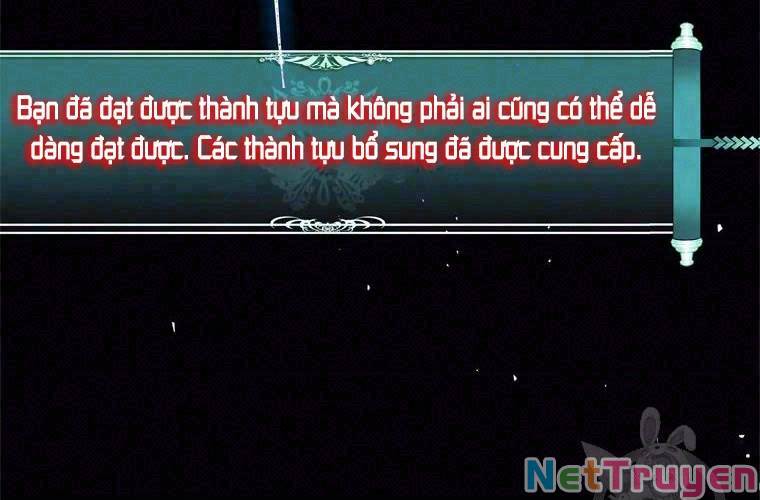 Bạn đã đạt được thành tựu mà không phải ai cũng có thể dễ
dàng đạt được. Các thành tựu bổ sung đã được cung cấp.
NetTruyen